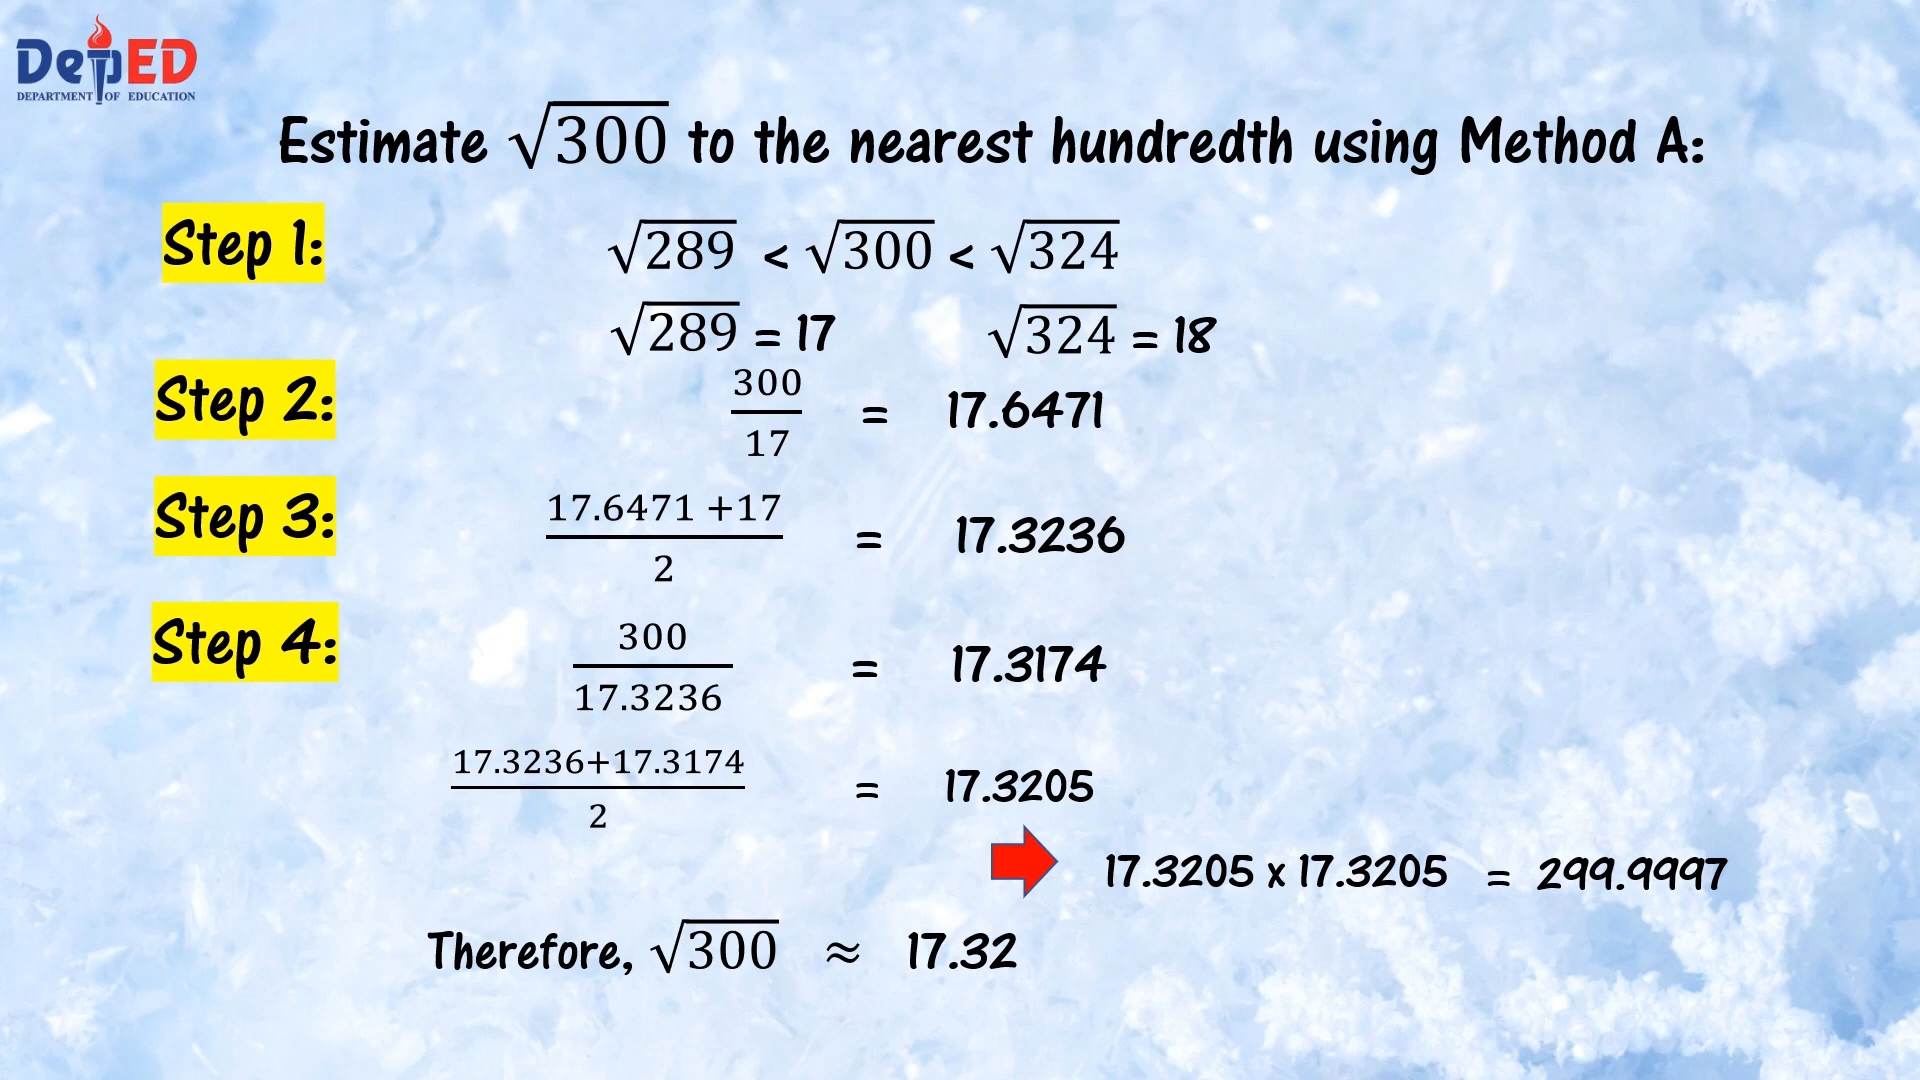 DepED
DEPARTMENT OF EDUCATION
Estimate √300 to the nearest hundredth using Method A:
Step 1: √289 < √300 < √324
√289 = 17 √324 = 18
Step 2: 300/17 = 17.6471
Step 3: (17.6471 +17)/2 = 17.3236
Step 4: 300/17.3236 = 17.3174
(17.3236+17.3174)/2 = 17.3205
17.3205 x 17.3205 = 299.9997
Therefore, √300 ≈ 17.32